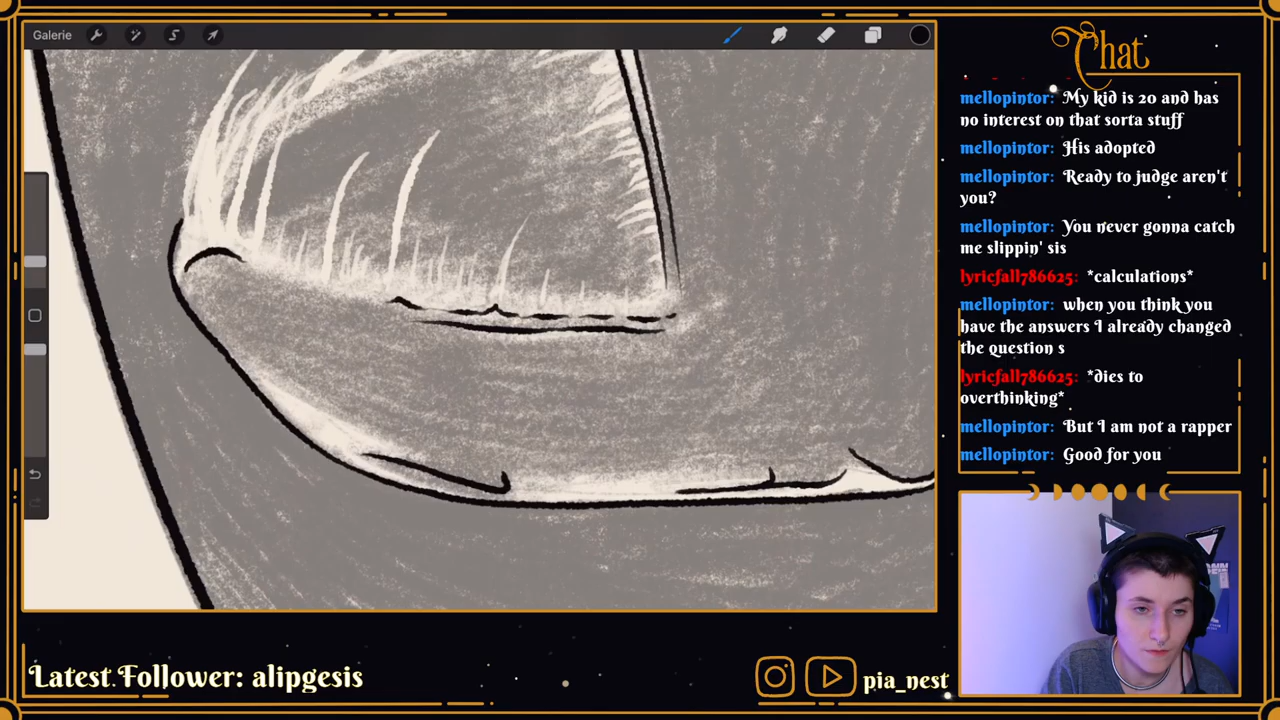 Galerie
Chat
mellopintor: My kid is 20 and has
no interest on that sorta stuff
mellopintor: His adopted
mellopintor: Ready to judge aren't
you?
mellopintor: You never gonna catch
me slippin' sis
lyricfall786625: *calculations*
mellopintor: when you think you
have the answers I already changed
the question s
lyricfall786625: *dies to
overthinking*
mellopintor: But I am not a rapper
mellopintor: Good for you
Latest Follower: alipgesis
pia_nest